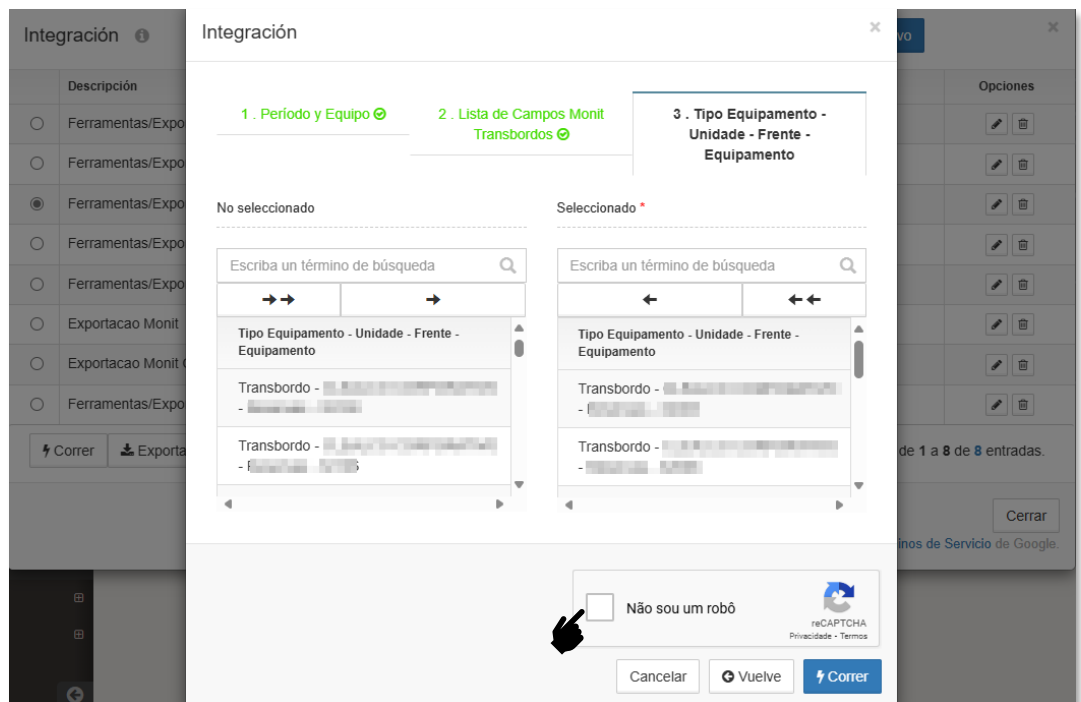 Integración
Integración
vo
Descripción
Opciones
1 . Período y Equipo
2 . Lista de Campos Monit
Transbordos
3 . Tipo Equipamento -
Unidade - Frente -
Equipamento
Ferramentas/Expo
Ferramentas/Expo
Ferramentas/Expo
Ferramentas/Expo
Ferramentas/Expo
Exportacao Monit
Exportacao Monit
Ferramentas/Expo
No seleccionado
Seleccionado *
Escriba un término de búsqueda
Escriba un término de búsqueda
Tipo Equipamento - Unidade - Frente -
Equipamento
Tipo Equipamento - Unidade - Frente -
Equipamento
Transbordo -
Transbordo -
Transbordo -
Transbordo -
Correr
Exporta
de 1 a 8 de 8 entradas.
Cerrar
inos de Servicio de Google.
Não sou um robô
reCAPTCHA
Privacidade - Termos
Cancelar
Vuelve
Correr